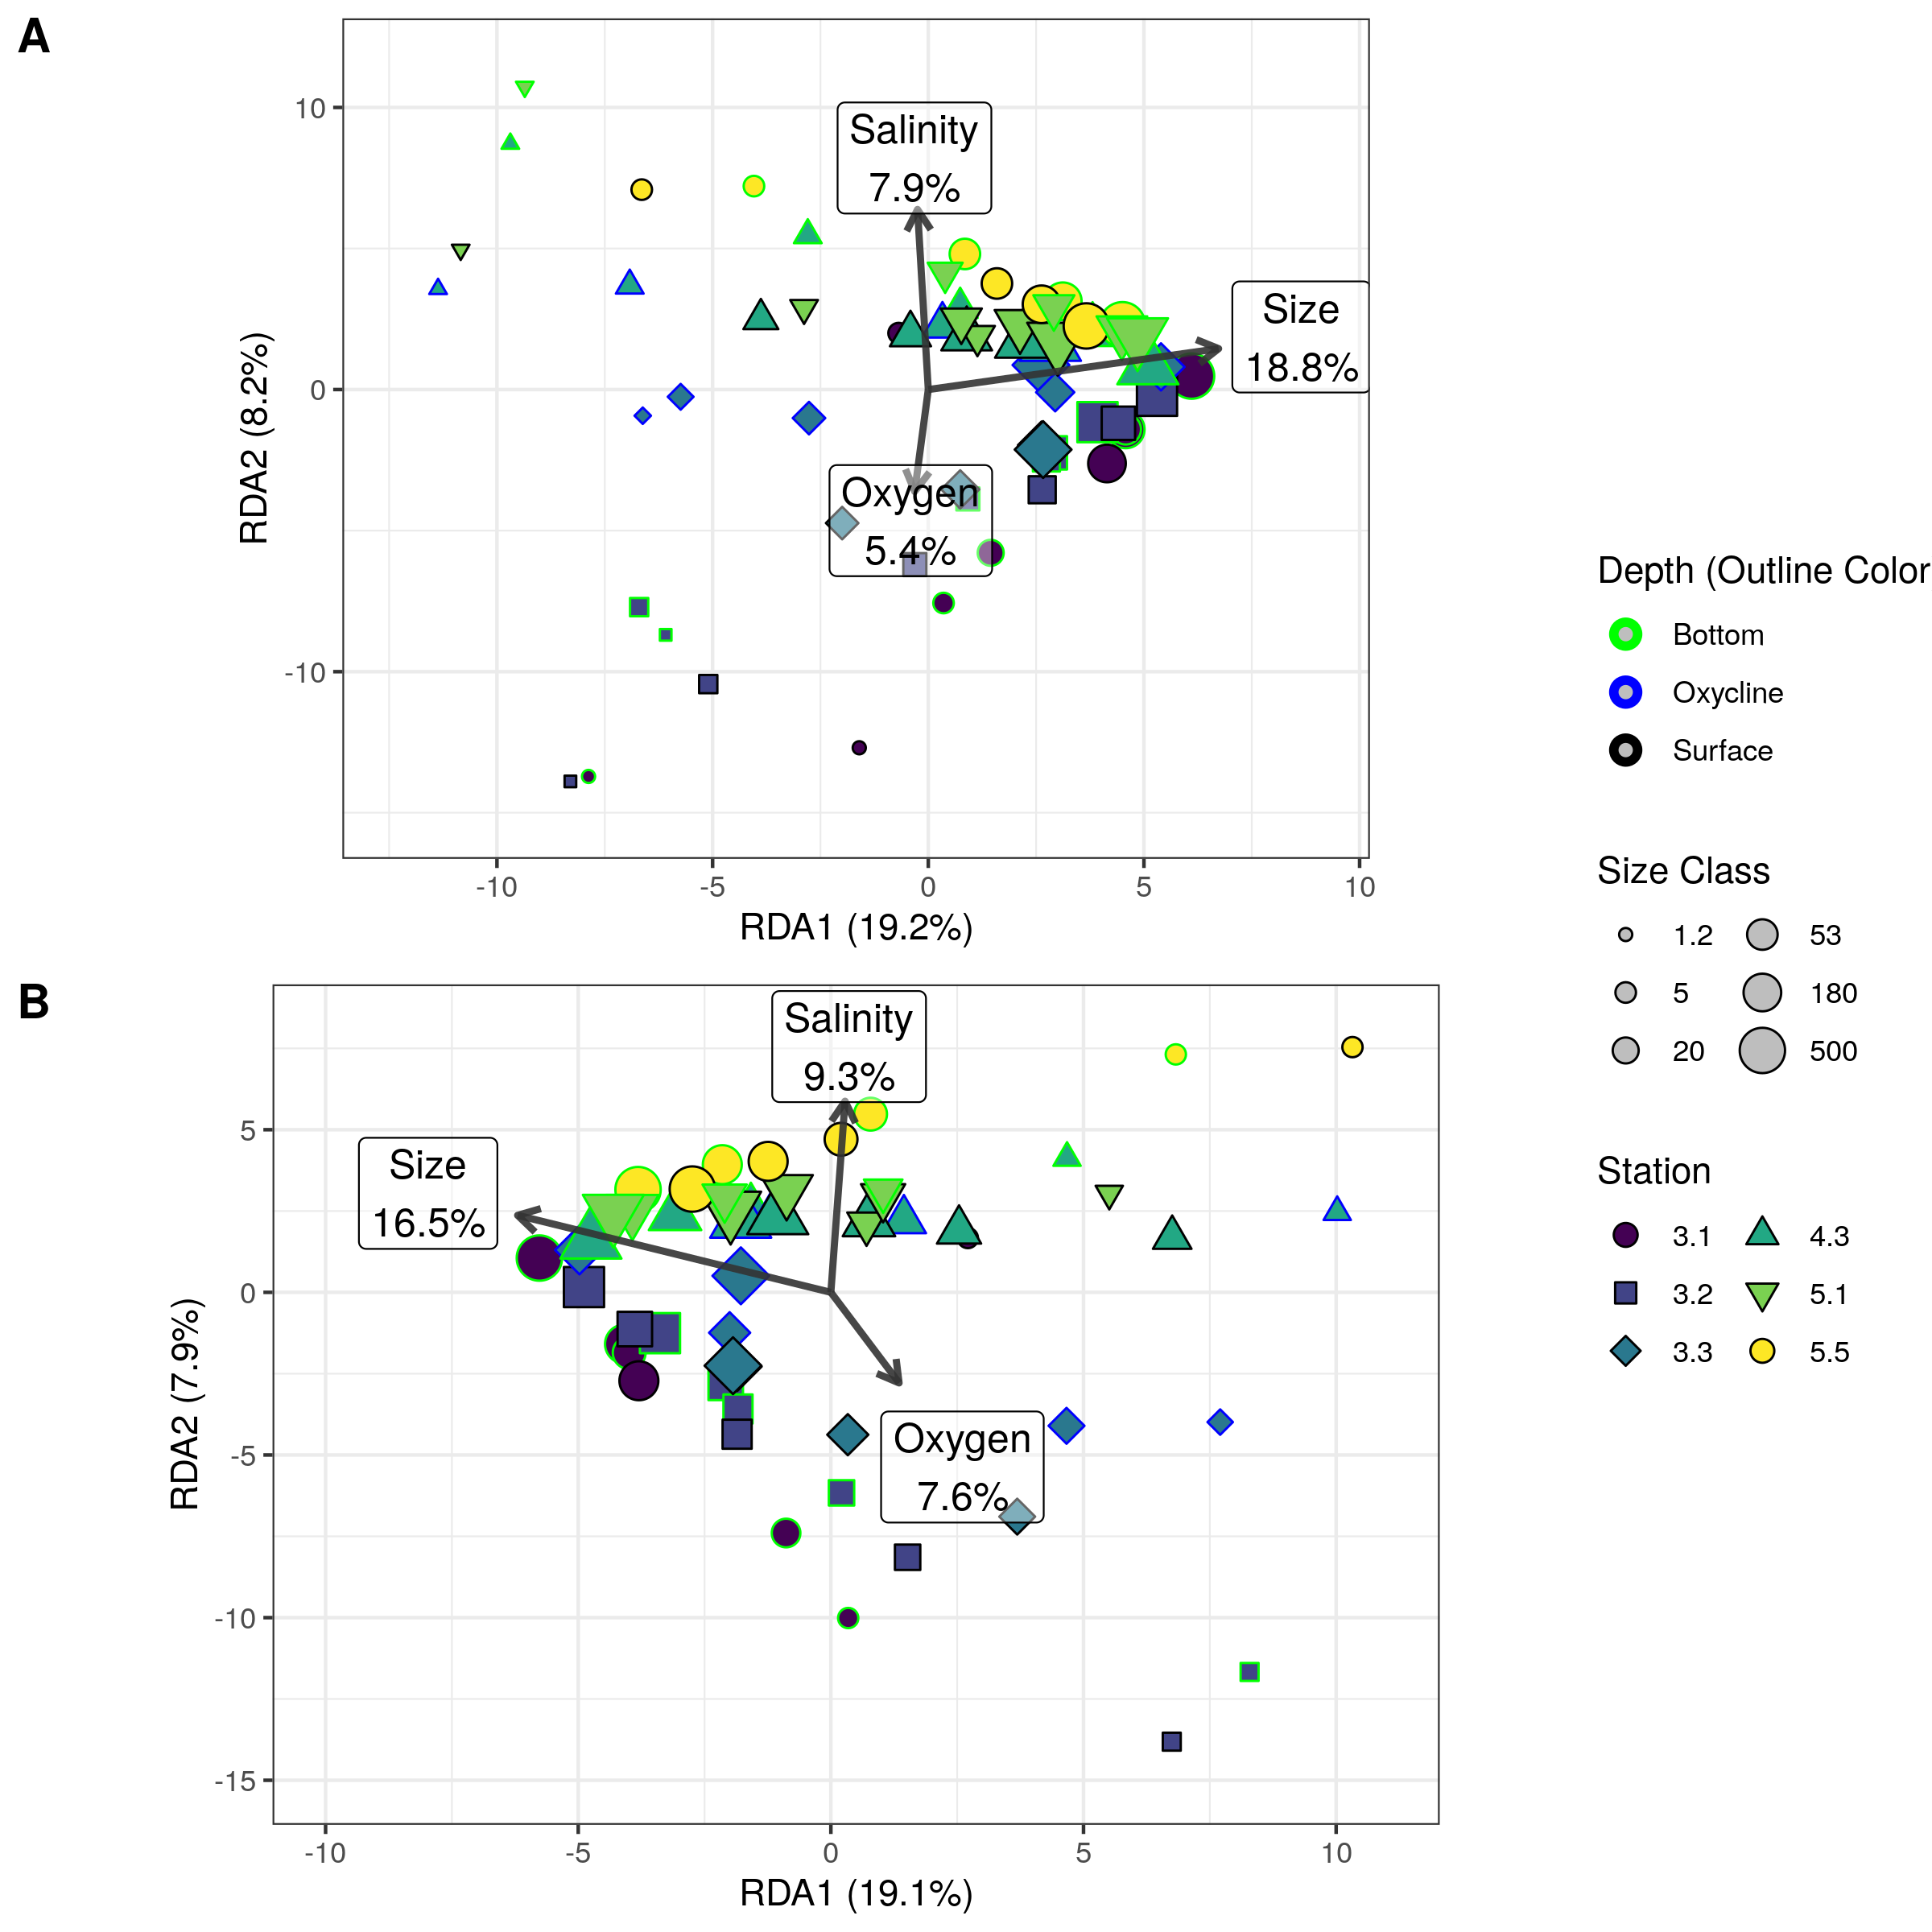 A
10
0
-10
RDA2 (8.2%)
Salinity
7.9%
Size
18.8%
Oxygen
5.4%
-10
-5
0
5
10
RDA1 (19.2%)
B
5
0
-5
-10
-15
RDA2 (7.9%)
Salinity
9.3%
Size
16.5%
Oxygen
7.6%
-10
-5
0
5
10
RDA1 (19.1%)
Depth (Outline Color
Bottom
Oxycline
Surface
Size Class
1.2 53
5 180
20 500
Station
3.1 4.3
3.2 5.1
3.3 5.5